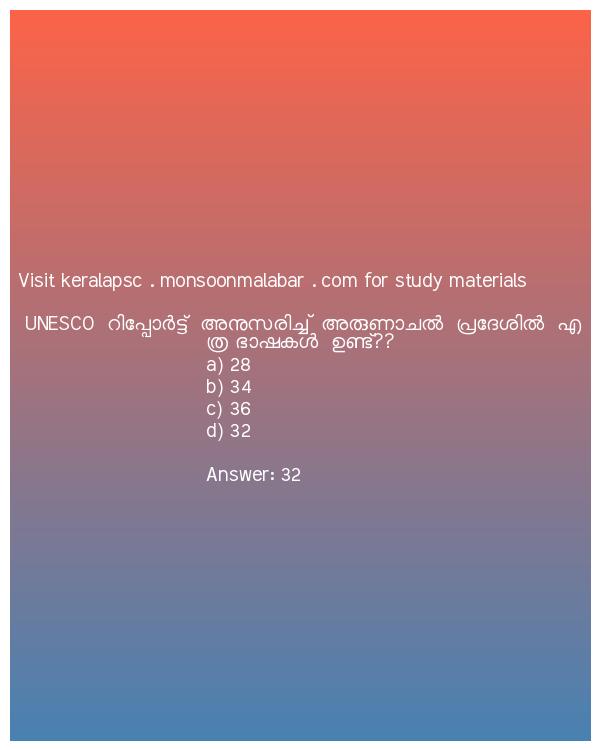 Visit keralapsc . monsoonmalabar . com for study materials
UNESCO റിപ്പോർട്ട് അനുസരിച്ച് അരുണാചൽ പ്രദേശിൽ എ
ത്ര ഭാഷകൾ ഉണ്ട്??
a) 28
b) 34
c) 36
d) 32
Answer: 32